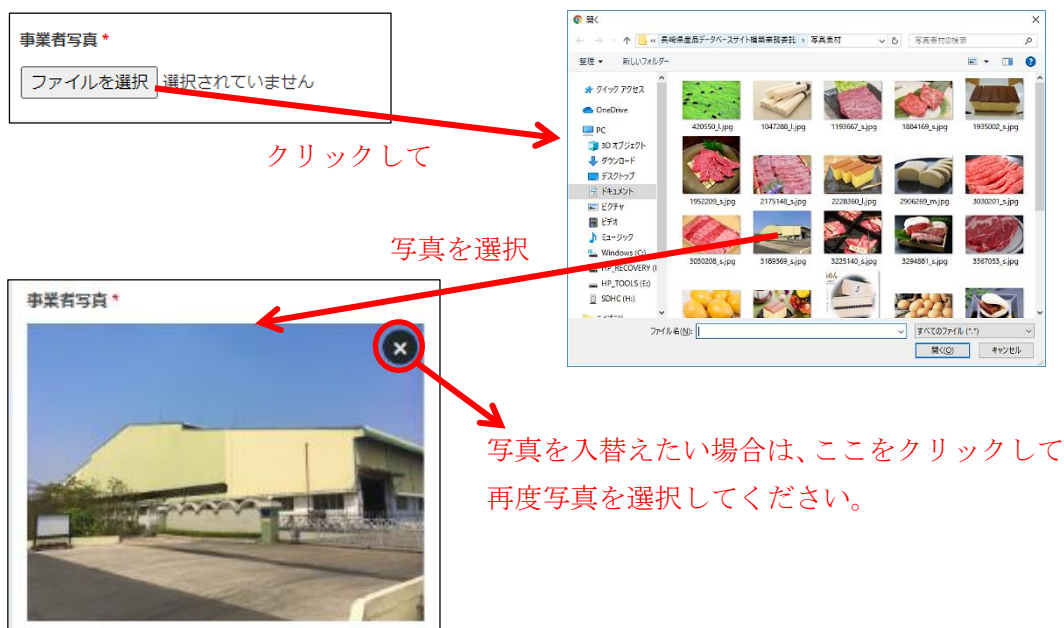 事業者写真 *
ファイルを選択 選択されていません
クリックして
開く
« 長崎県産品データベースサイト構築業務委託 › 写真素材
写真素材の検索
整理 新しいフォルダー
クイック アクセス
OneDrive
PC
3D オブジェクト
ダウンロード
デスクトップ
ドキュメント
ピクチャ
ビデオ
ミュージック
Windows (C:)
HP_RECOVERY (I
HP_TOOLS (E:)
SDHC (H:)
420550_l.jpg 1047288_l.jpg 1193667_s.jpg 1884169_s.jpg 1935002_s.jpg
1952209_s.jpg 2175148_s.jpg 2228360_l.jpg 2906269_m.jpg 3030201_s.jpg
3030208_s.jpg 3189369_s.jpg 3225140_s.jpg 3294881_s.jpg 3367053_s.jpg
ファイル名(N):
すべてのファイル (*.*)
開く(O) キャンセル
写真を選択
事業者写真 *
写真を入替えたい場合は、ここをクリックして
再度写真を選択してください。